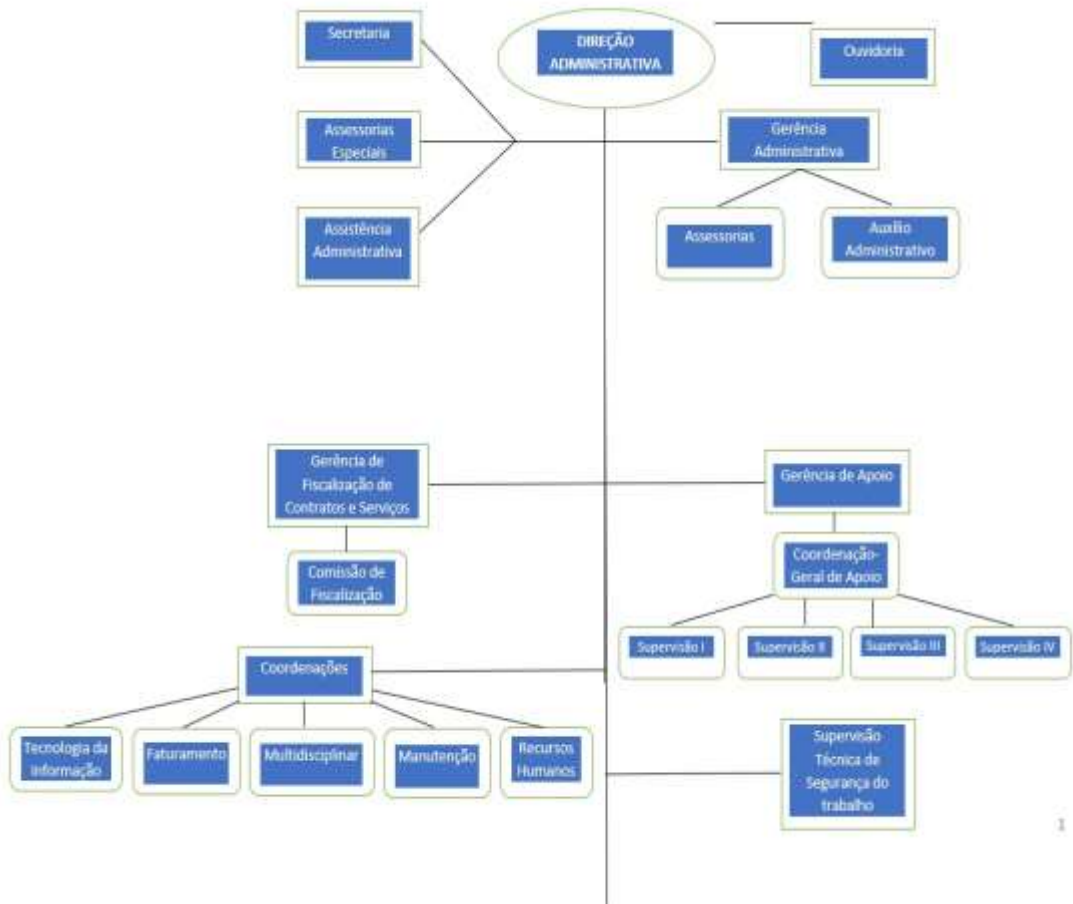 Secretaria
DIREÇÃO
ADMINISTRATIVA
Ouvidoria
Assessorias
Especiais
Gerência
Administrativa
Assistência
Administrativa
Assessorias
Auxílio
Administrativo
Gerência de
Fiscalização de
Contratos e Serviços
Gerência de Apoio
Comissão de
Fiscalização
Coordenação-
Geral de Apoio
Supervisão I
Supervisão II
Supervisão III
Supervisão IV
Coordenações
Tecnologia da
Informação
Faturamento
Multidisciplinar
Manutenção
Recursos
Humanos
Supervisão
Técnica de
Segurança do
trabalho
1